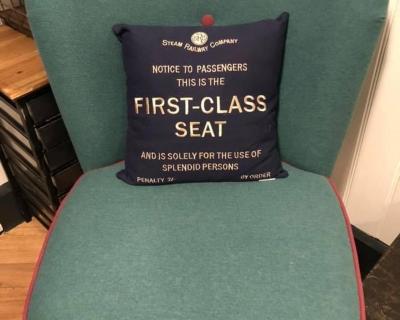 Steam Railway Company
NOTICE TO PASSENGERS
THIS IS THE
FIRST-CLASS
SEAT
AND IS SOLELY FOR THE USE OF
SPLENDID PERSONS
PENALTY 2/- BY ORDER